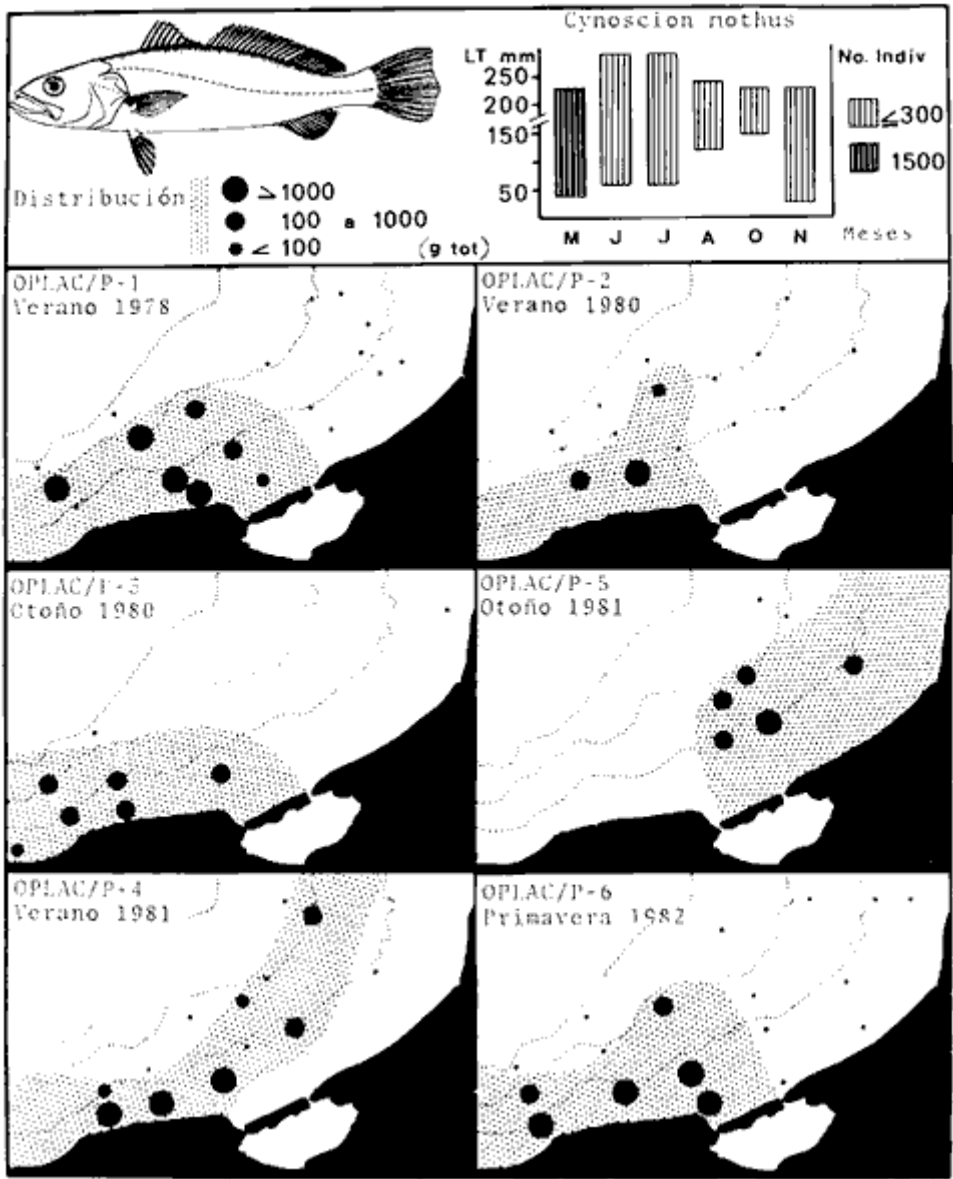 Cynoscion nothus
LT mm
250
200
150
50
M J J A O N
Meses
No. Indiv
≤300
1500
Distribución
≥1000
100 a 1000
< 100
(g tot)
OPLAC/P-1
Verano 1978
OPLAC/P-2
Verano 1980
OPLAC/P-3
Otoño 1980
OPLAC/P-5
Otoño 1981
OPLAC/P-4
Verano 1981
OPLAC/P-6
Primavera 1982